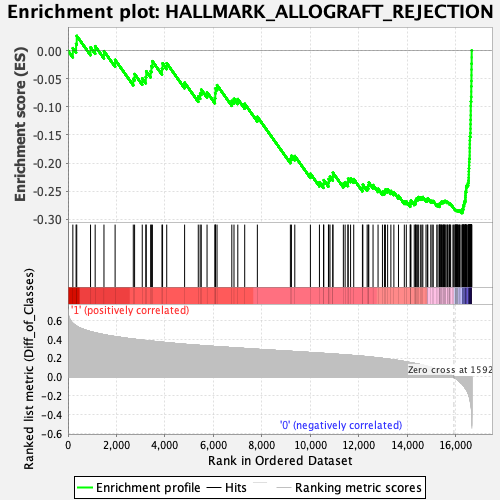 Enrichment plot: HALLMARK_ALLOGRAFT_REJECTION
Enrichment score (ES)
0.00
-0.05
-0.10
-0.15
-0.20
-0.25
-0.30
'1' (positively correlated)
Ranked list metric (Diff_of_Classes)
0.6
0.4
0.2
0.0
-0.2
-0.4
-0.6
Zero cross at 1592
'0' (negatively correlated)
0
2,000
4,000
6,000
8,000
10,000
12,000
14,000
16,000
Rank in Ordered Dataset
Enrichment profile
Hits
Ranking metric scores